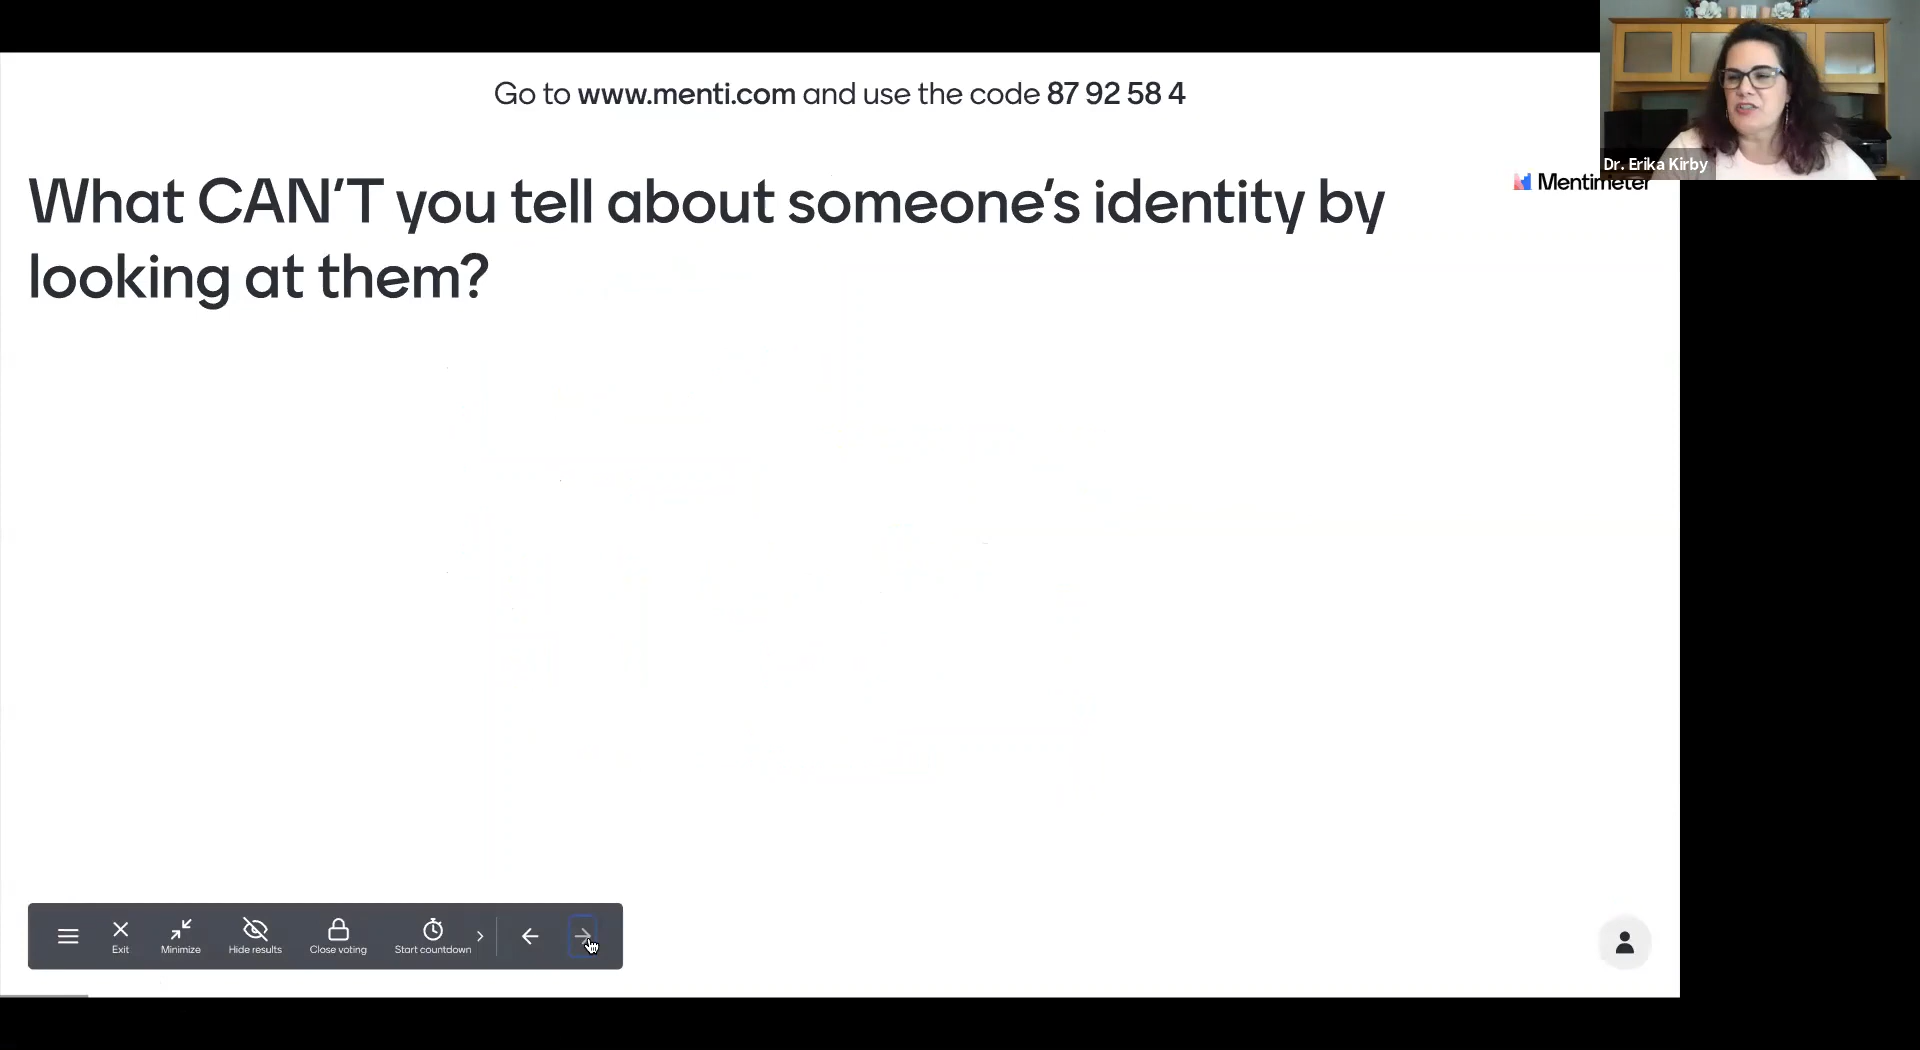 Go to www.menti.com and use the code 87 92 58 4
Dr. Erika Kirby
Mentimeter
What CAN’T you tell about someone’s identity by
looking at them?
Exit
Minimize
Hide results
Close voting
Start countdown